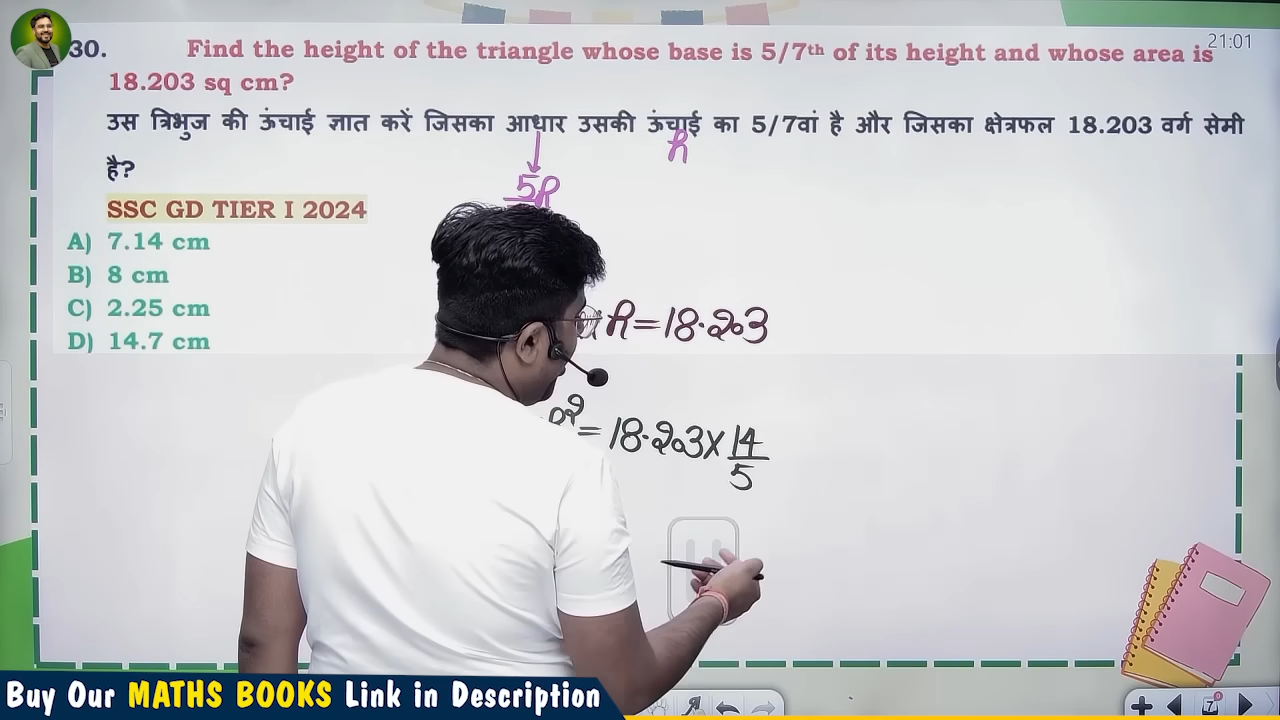 21:01
30. Find the height of the triangle whose base is 5/7th of its height and whose area is
18.203 sq cm?
उस त्रिभुज की ऊंचाई ज्ञात करें जिसका आधार उसकी ऊंचाई का 5/7वां है और जिसका क्षेत्रफल 18.203 वर्ग सेमी
है?
h
5h
SSC GD TIER I 2024
A) 7.14 cm
B) 8 cm
C) 2.25 cm
D) 14.7 cm
h=18.203
h²=18.203×14/5
Buy Our MATHS BOOKS Link in Description